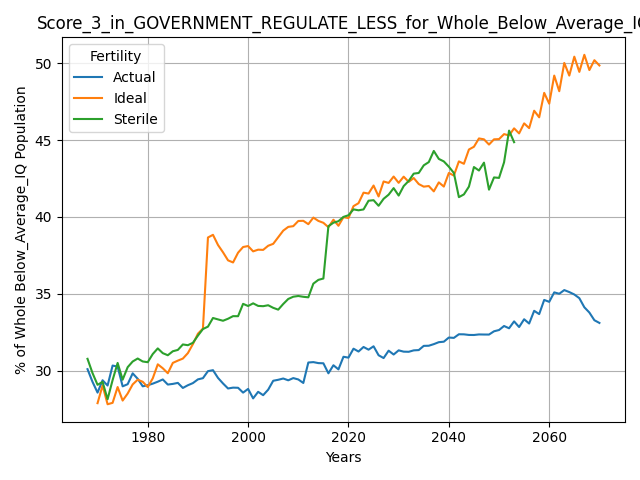 Score_3_in_GOVERNMENT_REGULATE_LESS_for_Whole_Below_Average_IQ
Fertility
Actual
Ideal
Sterile
% of Whole Below_Average_IQ Population
50
45
40
35
30
1980
2000
2020
2040
2060
Years